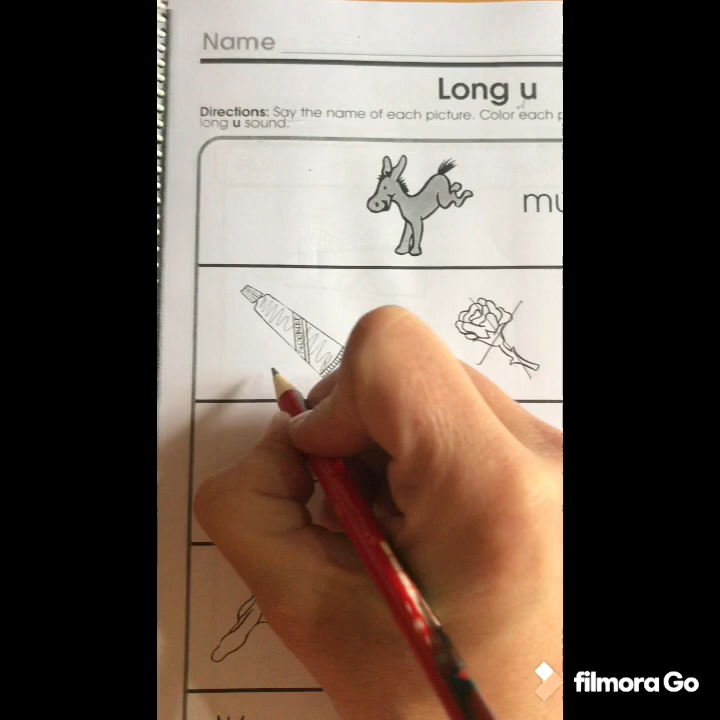 Name
Long u
Directions: Say the name of each picture. Color each
long u sound.
mu
filmora Go